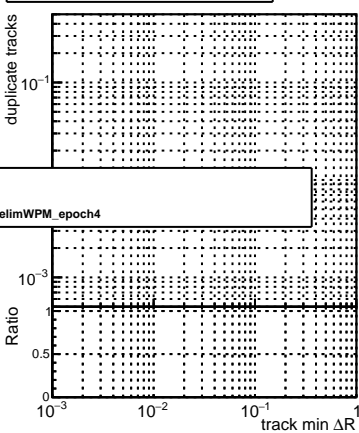 duplicate tracks
10⁻¹
elimWPM_epoch4
10⁻³
Ratio
1
0.5
0
10⁻³ 10⁻² 10⁻¹ 1
track min ΔR